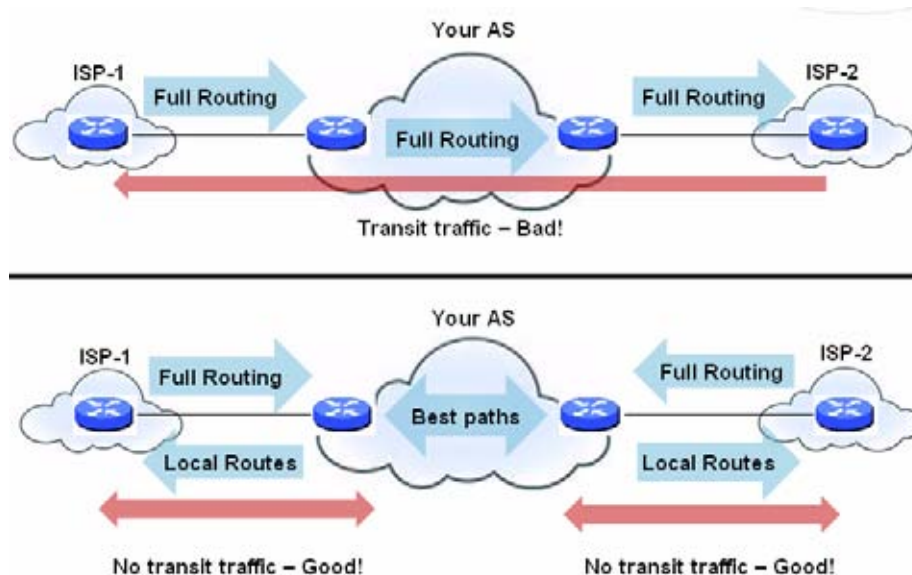 Your AS
ISP-1
ISP-2
Full Routing
Full Routing
Full Routing
Transit traffic – Bad!
Your AS
ISP-1
ISP-2
Full Routing
Full Routing
Best paths
Local Routes
Local Routes
No transit traffic – Good!
No transit traffic – Good!